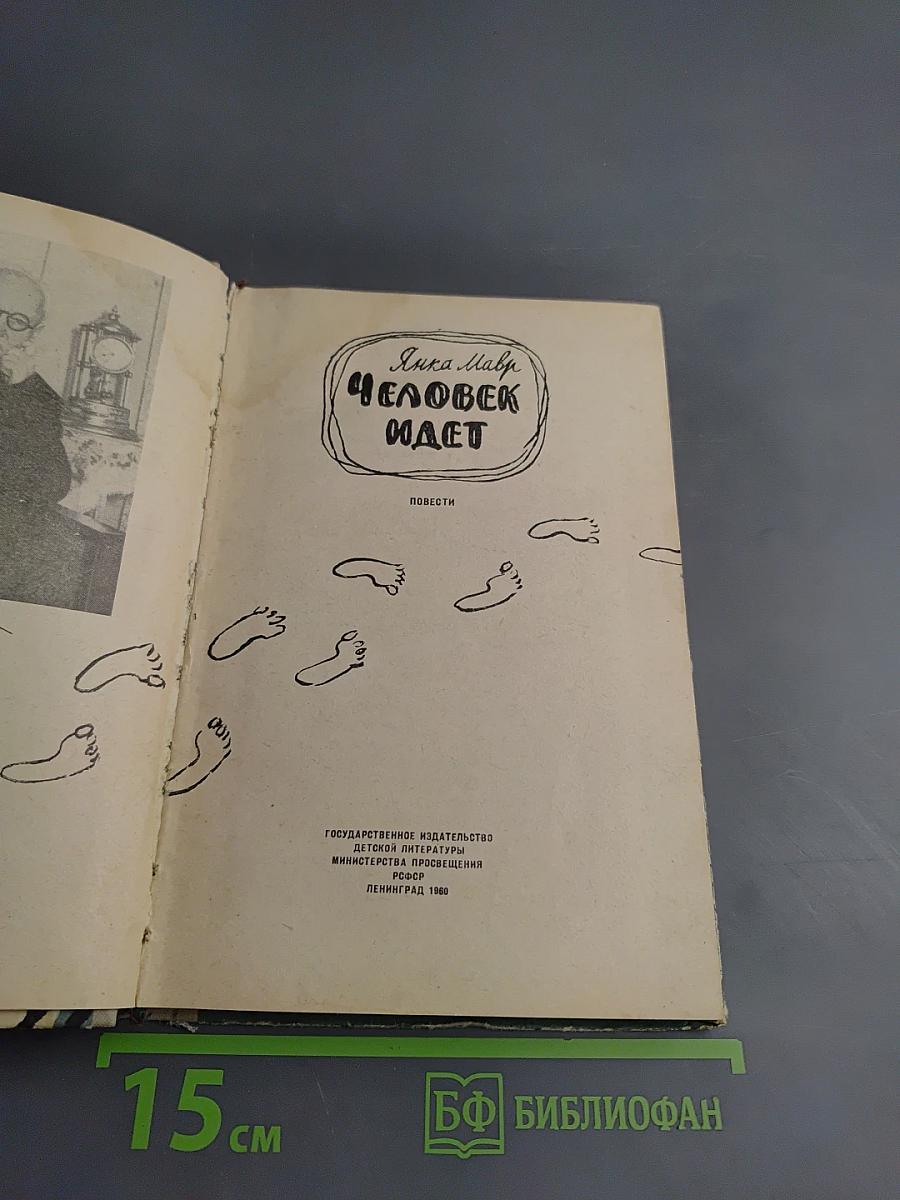 Янка Мавр
ЧЕЛОВЕК
ИДЕТ
ПОВЕСТИ
ГОСУДАРСТВЕННОЕ ИЗДАТЕЛЬСТВО
ДЕТСКОЙ ЛИТЕРАТУРЫ
МИНИСТЕРСТВА ПРОСВЕЩЕНИЯ
РСФСР
ЛЕНИНГРАД 1960
15 см
БФ БИБЛИОФАН